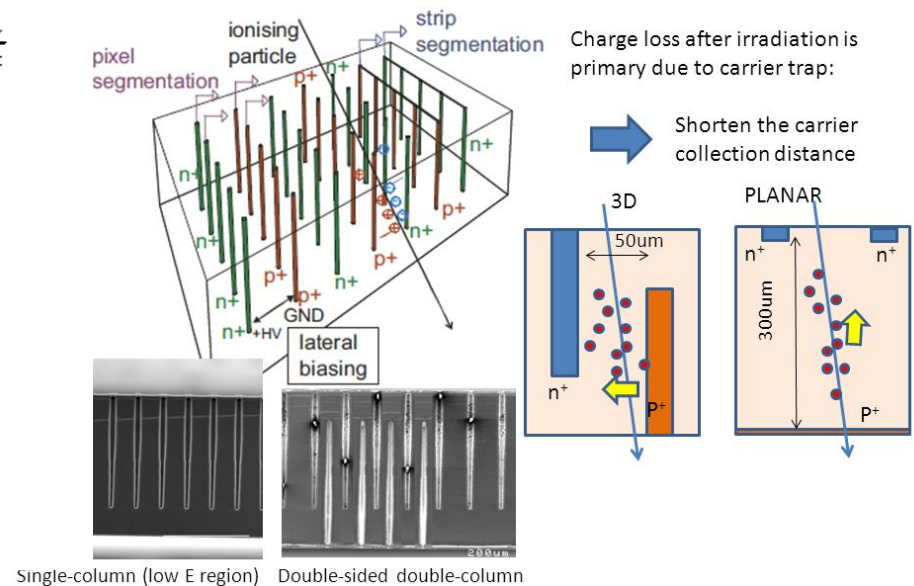 ionising
particle
strip
segmentation
pixel
segmentation
n+
p+
n+
p+
n+
n+
n+
p+
n+
p+
n+
p+
n+
n+
+HV
GND
lateral
biasing
Single-column (low E region)
200um
Double-sided double-column
Charge loss after irradiation is
primary due to carrier trap:
Shorten the carrier
collection distance
3D
50um
n⁺
P⁺
PLANAR
n⁺
n⁺
300um
P⁺